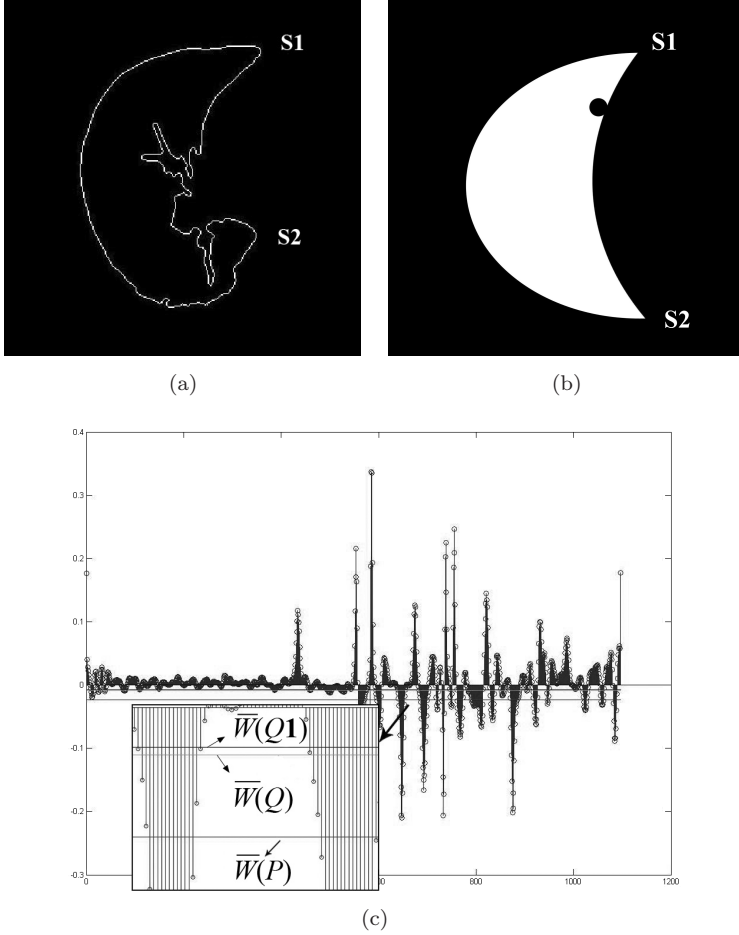 S1
S2
(a)
S1
S2
(b)
0.4
0.3
0.2
0.1
0
-0.1
-0.2
-0.3
W̅(Q1)
W̅(Q)
W̅(P)
0
800
1000
1200
(c)